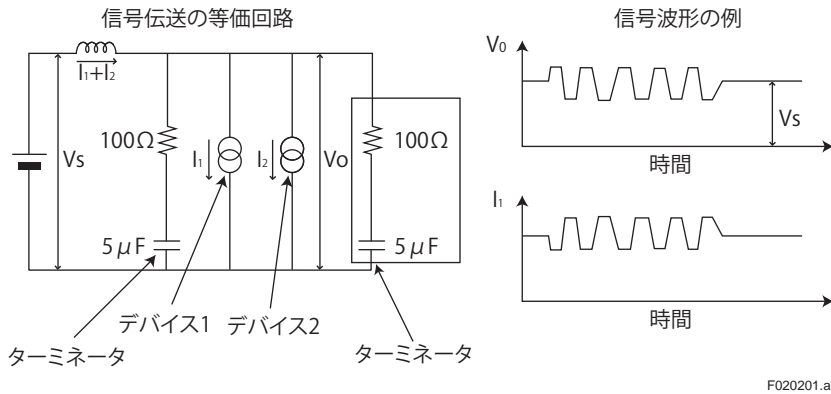 信号伝送の等価回路
I1+I2
Vs
100Ω
5μF
I1
I2
Vo
100Ω
5μF
ターミネータ
デバイス1
デバイス2
ターミネータ
信号波形の例
V0
Vs
時間
I1
時間
F020201.a